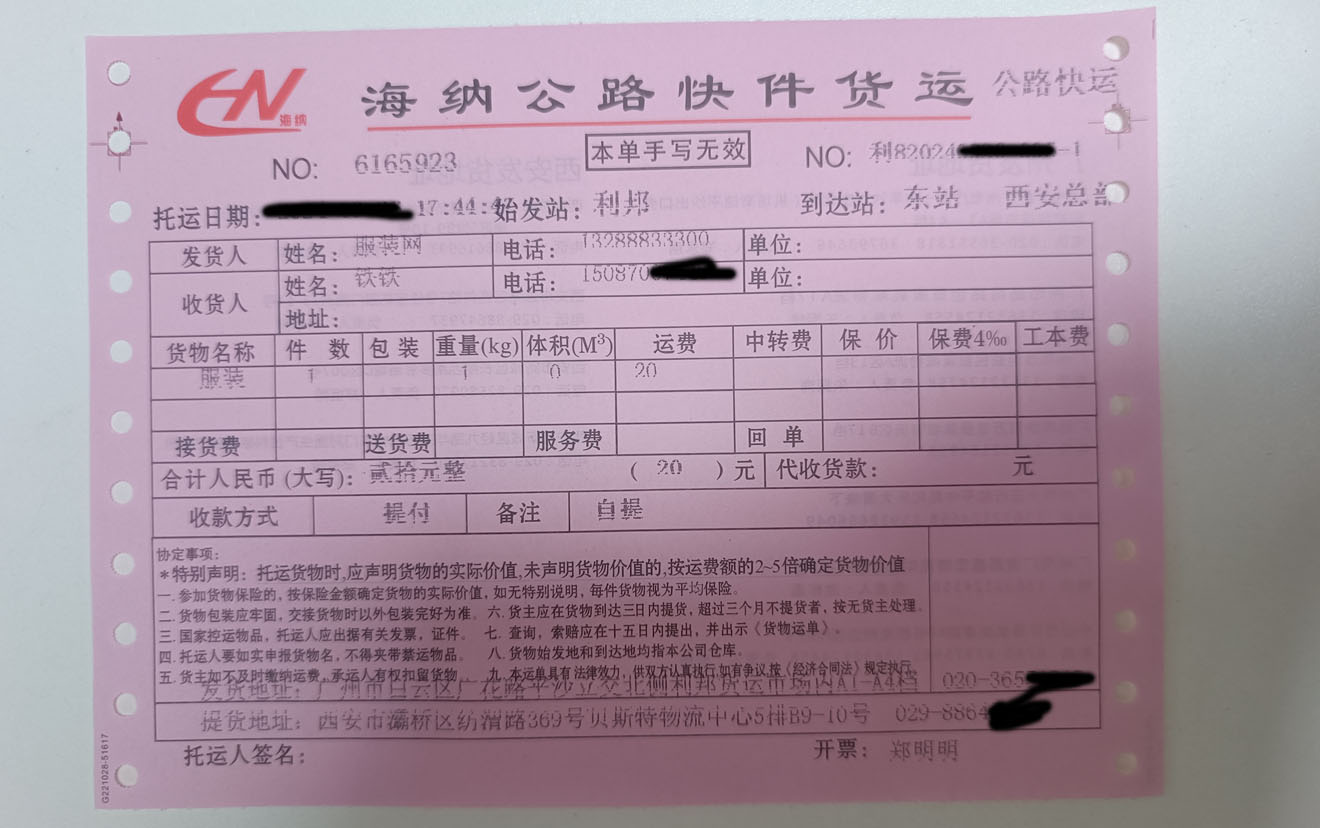 海纳
海纳公路快件货运 公路快运
NO: 6165923 本单手写无效 NO: 利82024 -1
托运日期: 17:44:4 始发站: 利邦 到达站: 东站 西安总部
发货人 姓名: 服装网 电话: 13288833300 单位:
收货人 姓名: 铁铁 电话: 150870 单位:
地址:
货物名称 件数 包装 重量(kg) 体积(M³) 运费 中转费 保价 保费4‰ 工本费
服装 1 1 0 20
接货费 送货费 服务费 回单
合计人民币(大写): 贰拾元整 ( 20 ) 元 代收货款: 元
收款方式 提付 备注 自提
协定事项:
*特别声明: 托运货物时,应声明货物的实际价值,未声明货物价值的,按运费额的2~5倍确定货物价值
一. 参加货物保险的, 按保险金额确定货物的实际价值, 如无特别说明, 每件货物视为平均保险。
二. 货物包装应牢固, 交接货物时以外包装完好为准。 六. 货主应在货物到达三日内提货, 超过三个月不提货者, 按无货主处理。
三. 国家控运物品, 托运人应出据有关发票, 证件。 七. 查询, 索赔应在十五日内提出, 并出示《货物运单》。
四. 托运人要如实申报货物名, 不得夹带禁运物品。 八. 货物始发地和到达地均指本公司仓库。
五. 货主如不及时缴纳运费, 承运人有权扣留货物 九. 本运单具有法律效力, 供双方认真执行,如有争议,按《经济合同法》规定执行。
发货地址: 广州市白云区广花路平沙立交北侧利邦货运市场内A1-A4档 020-365
提货地址: 西安市灞桥区纺渭路369号贝斯特物流中心5排B9-10号 029-8864
托运人签名: 开票: 郑明明
G221028-51617